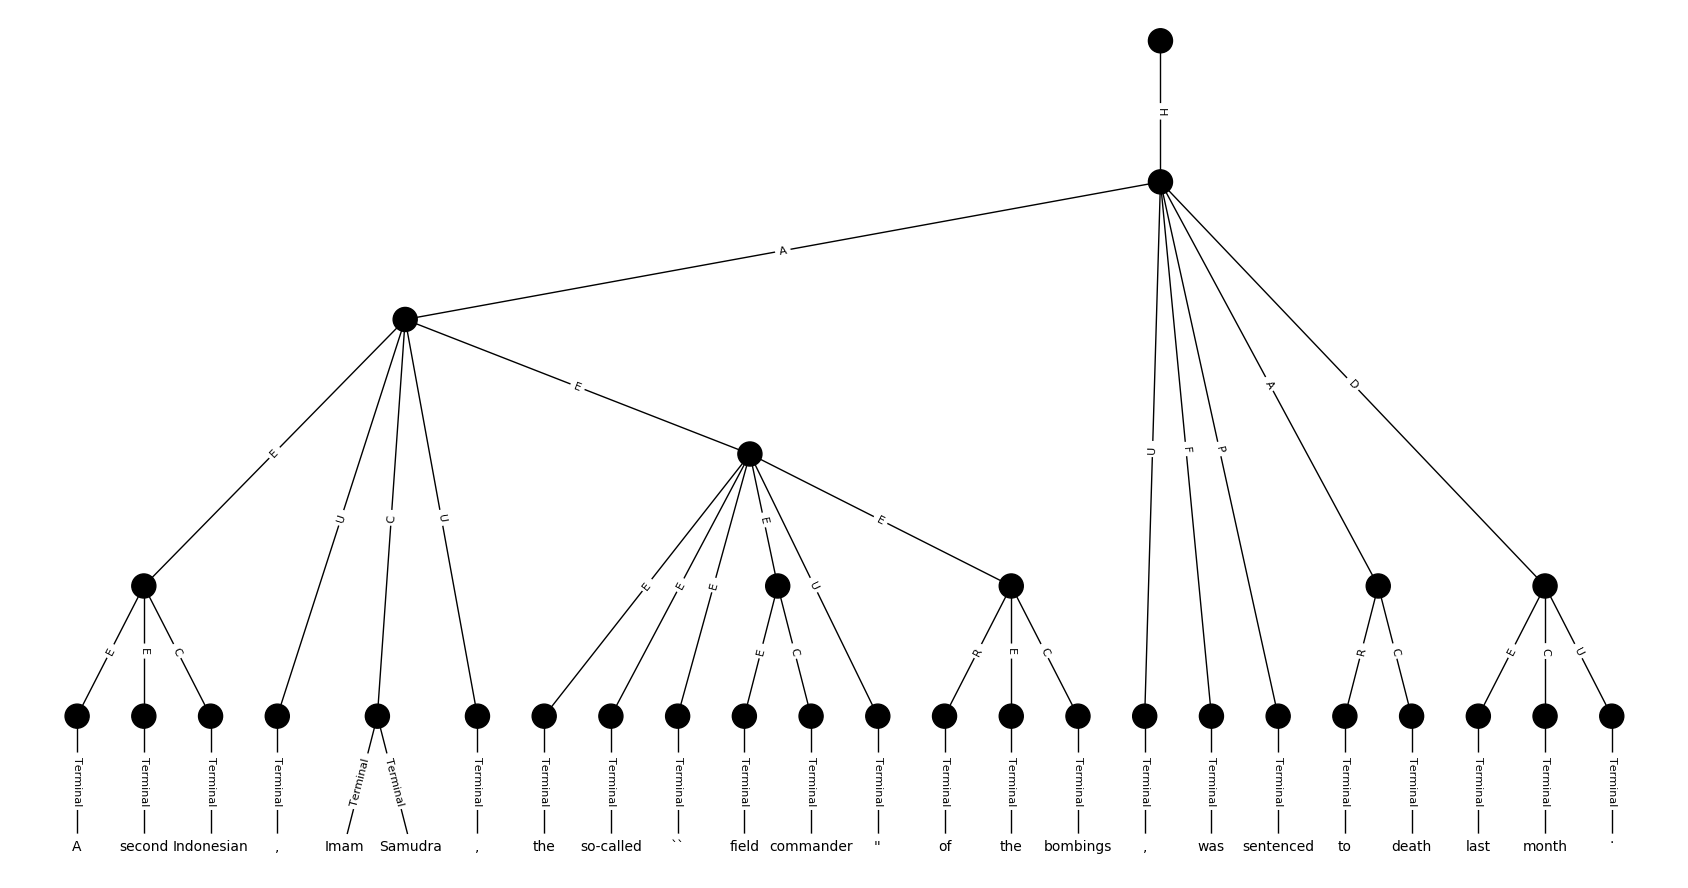 H
A
E
A
D
E
U
F
P
E
U
C
U
E
E
E
E
E
U
E
E
C
E
C
R
E
C
R
C
E
C
U
Terminal Terminal Terminal Terminal Terminal Terminal Terminal Terminal Terminal Terminal Terminal Terminal Terminal Terminal Terminal Terminal Terminal Terminal Terminal Terminal Terminal Terminal Terminal Terminal
A second Indonesian , Imam Samudra , the so-called `` field commander " of the bombings , was sentenced to death last month .